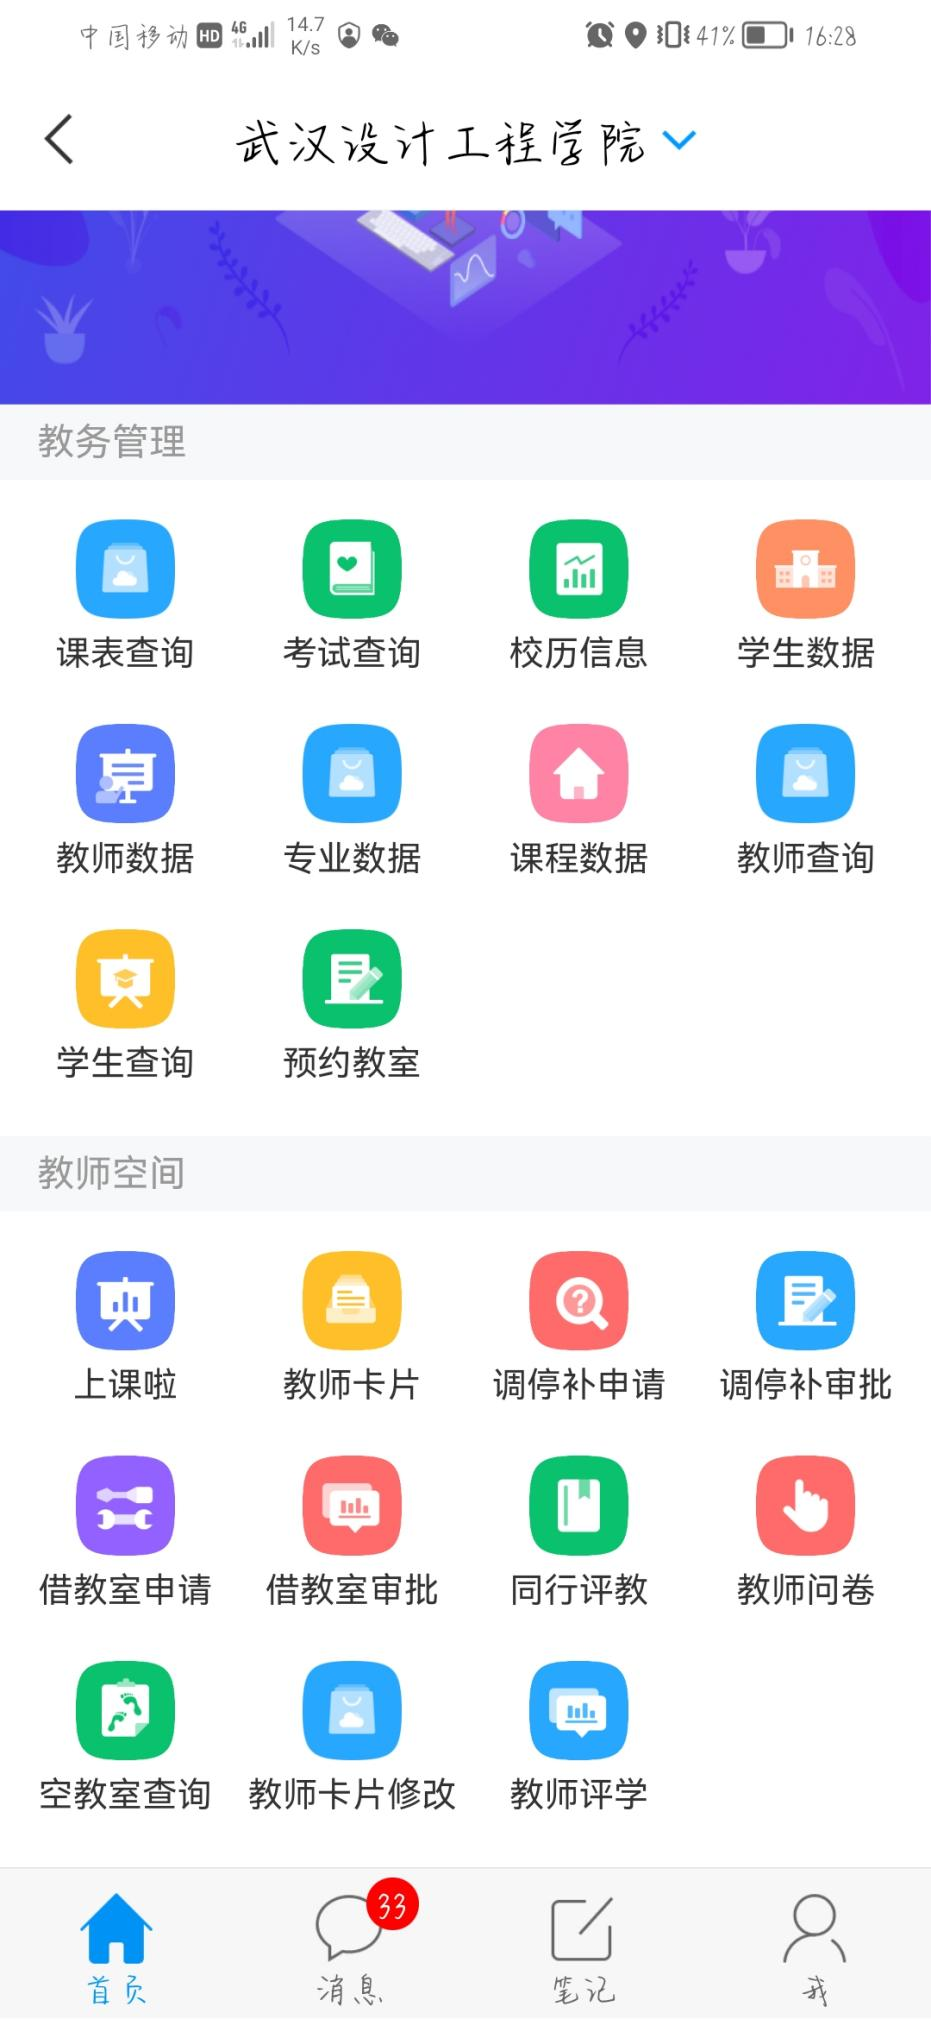 中国移动 HD 4G 14.7 K/s 41% 16:28
武汉设计工程学院
教务管理
课表查询 考试查询 校历信息 学生数据
教师数据 专业数据 课程数据 教师查询
学生查询 预约教室
教师空间
上课啦 教师卡片 调停补申请 调停补审批
借教室申请 借教室审批 同行评教 教师问卷
空教室查询 教师卡片修改 教师评学
33
首页 消息 笔记 我